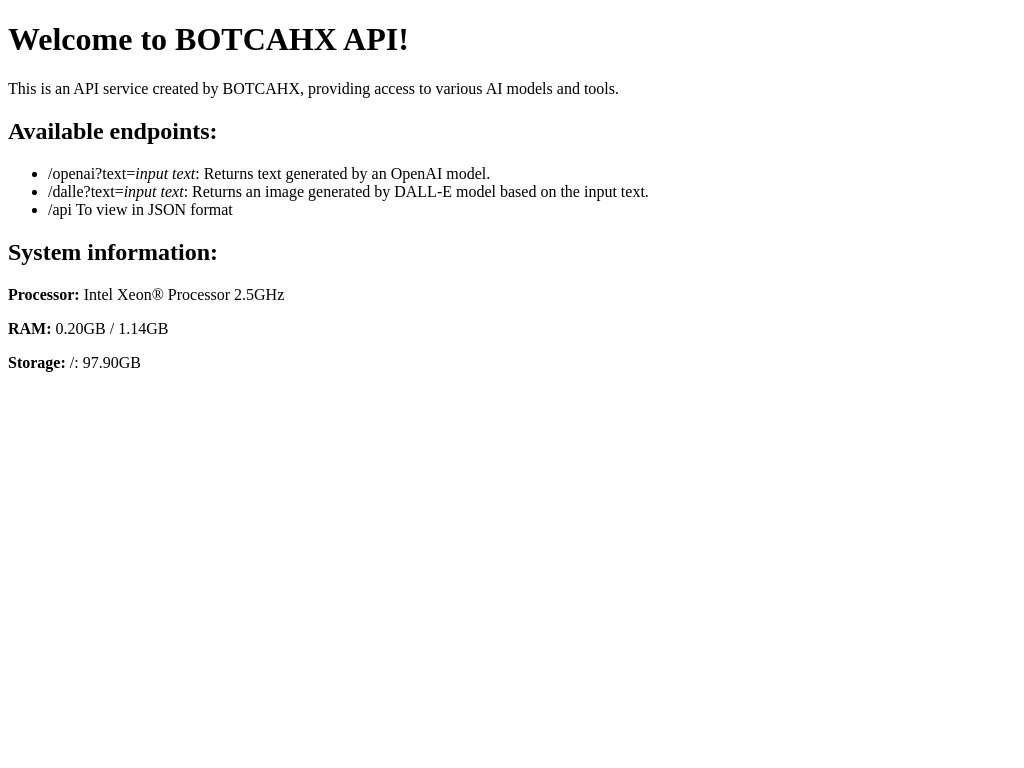 Welcome to BOTCAHX API!
This is an API service created by BOTCAHX, providing access to various AI models and tools.
Available endpoints:
/openai?text=input text: Returns text generated by an OpenAI model.
/dalle?text=input text: Returns an image generated by DALL-E model based on the input text.
/api To view in JSON format
System information:
Processor: Intel Xeon® Processor 2.5GHz
RAM: 0.20GB / 1.14GB
Storage: /: 97.90GB